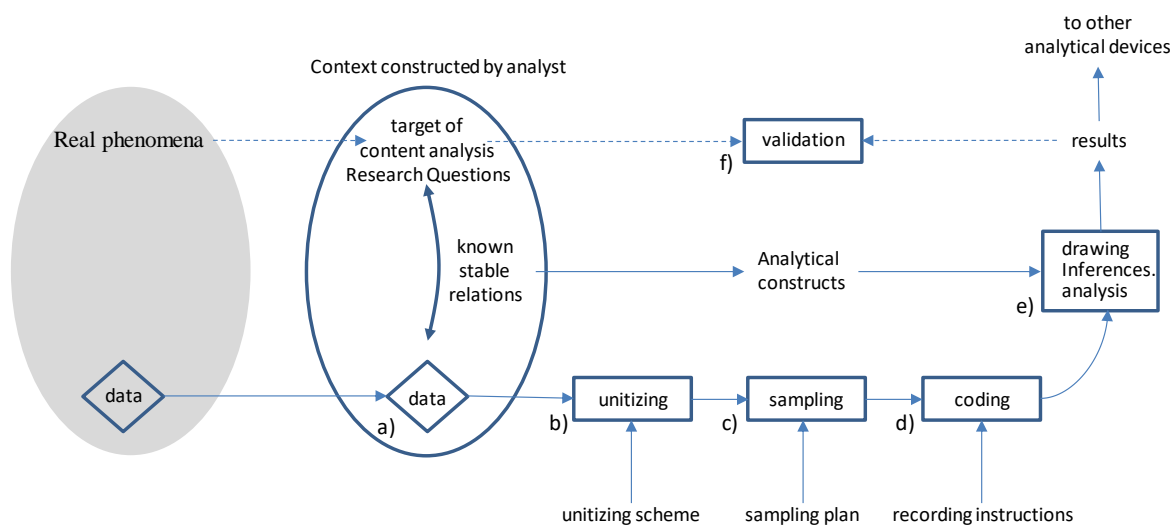 to other
analytical devices
Context constructed by analyst
Real phenomena
target of
content analysis
Research Questions
validation
f)
results
known
stable
relations
Analytical
constructs
drawing
Inferences.
analysis
e)
data
data
a)
unitizing
b)
sampling
c)
coding
d)
unitizing scheme
sampling plan
recording instructions